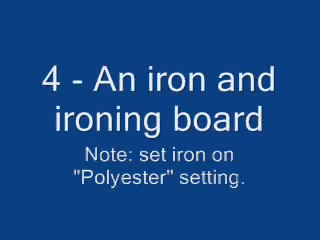 4 - An iron and
ironing board
Note: set iron on
"Polyester" setting.